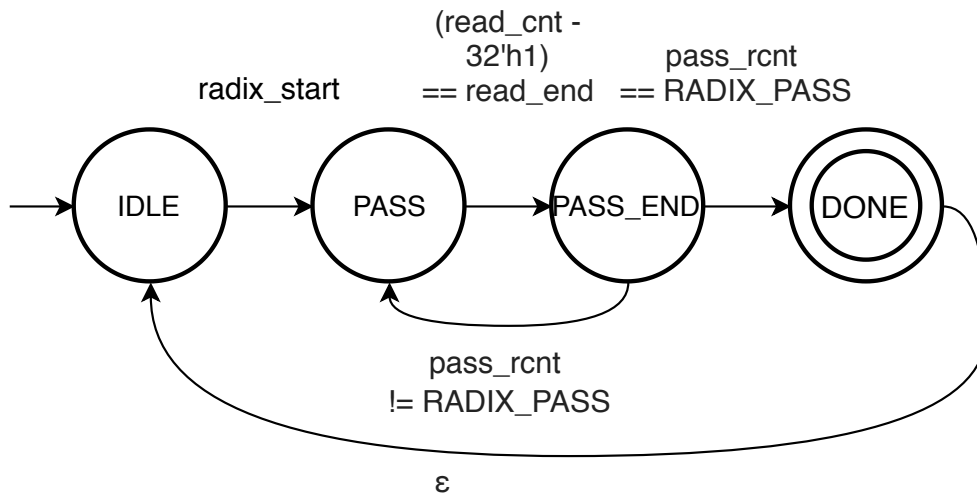 (read_cnt -
32'h1)
== read_end
pass_rcnt
== RADIX_PASS
radix_start
IDLE
PASS
PASS_END
DONE
pass_rcnt
!= RADIX_PASS
ε